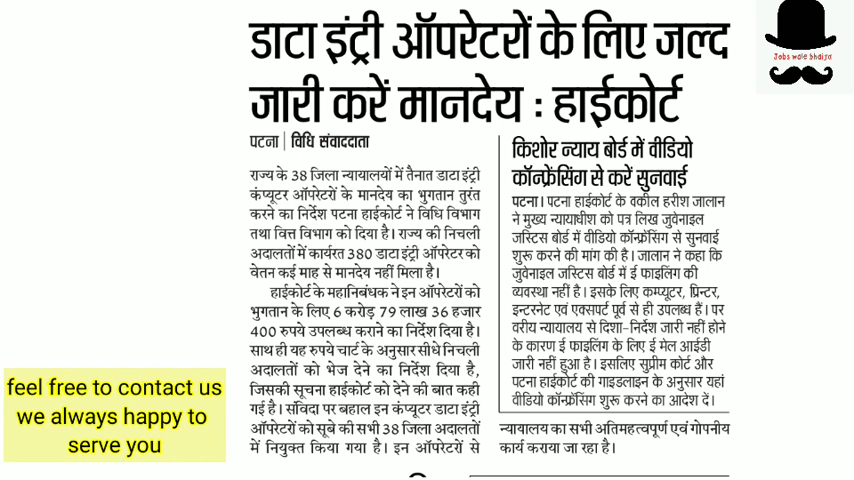 डाटा इंट्री ऑपरेटरों के लिए जल्द
जारी करें मानदेय : हाईकोर्ट
पटना | विधि संवाददाता
राज्य के 38 जिला न्यायालयों में तैनात डाटा इंट्री
कंप्यूटर ऑपरेटरों के मानदेय का भुगतान तुरंत
करने का निर्देश पटना हाईकोर्ट ने विधि विभाग
तथा वित्त विभाग को दिया है। राज्य की निचली
अदालतों में कार्यरत 380 डाटा इंट्री ऑपरेटर को
वेतन कई माह से मानदेय नहीं मिला है।
हाईकोर्ट के महानिबंधक ने इन ऑपरेटरों को
भुगतान के लिए 6 करोड़ 79 लाख 36 हजार
400 रुपये उपलब्ध कराने का निर्देश दिया है।
साथ ही यह रुपये चार्ट के अनुसार सीधे निचली
अदालतों को भेज देने का निर्देश दिया है,
जिसकी सूचना हाईकोर्ट को देने की बात कही
गई है। संविदा पर बहाल इन कंप्यूटर डाटा इंट्री
ऑपरेटरों को सूबे की सभी 38 जिला अदालतों
में नियुक्त किया गया है। इन ऑपरेटरों से
किशोर न्याय बोर्ड में वीडियो
कॉन्फ्रेंसिंग से करें सुनवाई
पटना। पटना हाईकोर्ट के वकील हरीश जालान
ने मुख्य न्यायाधीश को पत्र लिख जुवेनाइल
जस्टिस बोर्ड में वीडियो कॉन्फ्रेंसिंग से सुनवाई
शुरू करने की मांग की है। जालान ने कहा कि
जुवेनाइल जस्टिस बोर्ड में ई फाइलिंग की
व्यवस्था नहीं है। इसके लिए कम्प्यूटर, प्रिन्टर,
इन्टरनेट एवं एक्सपर्ट पूर्व से ही उपलब्ध हैं। पर
वरीय न्यायालय से दिशा-निर्देश जारी नहीं होने
के कारण ई फाइलिंग के लिए ई मेल आईडी
जारी नहीं हुआ है। इसलिए सुप्रीम कोर्ट और
पटना हाईकोर्ट की गाइडलाइन के अनुसार यहां
वीडियो कॉन्फ्रेंसिंग शुरू करने का आदेश दें।
न्यायालय का सभी अतिमहत्वपूर्ण एवं गोपनीय
कार्य कराया जा रहा है।
Jobs wale bhaiya
feel free to contact us
we always happy to
serve you